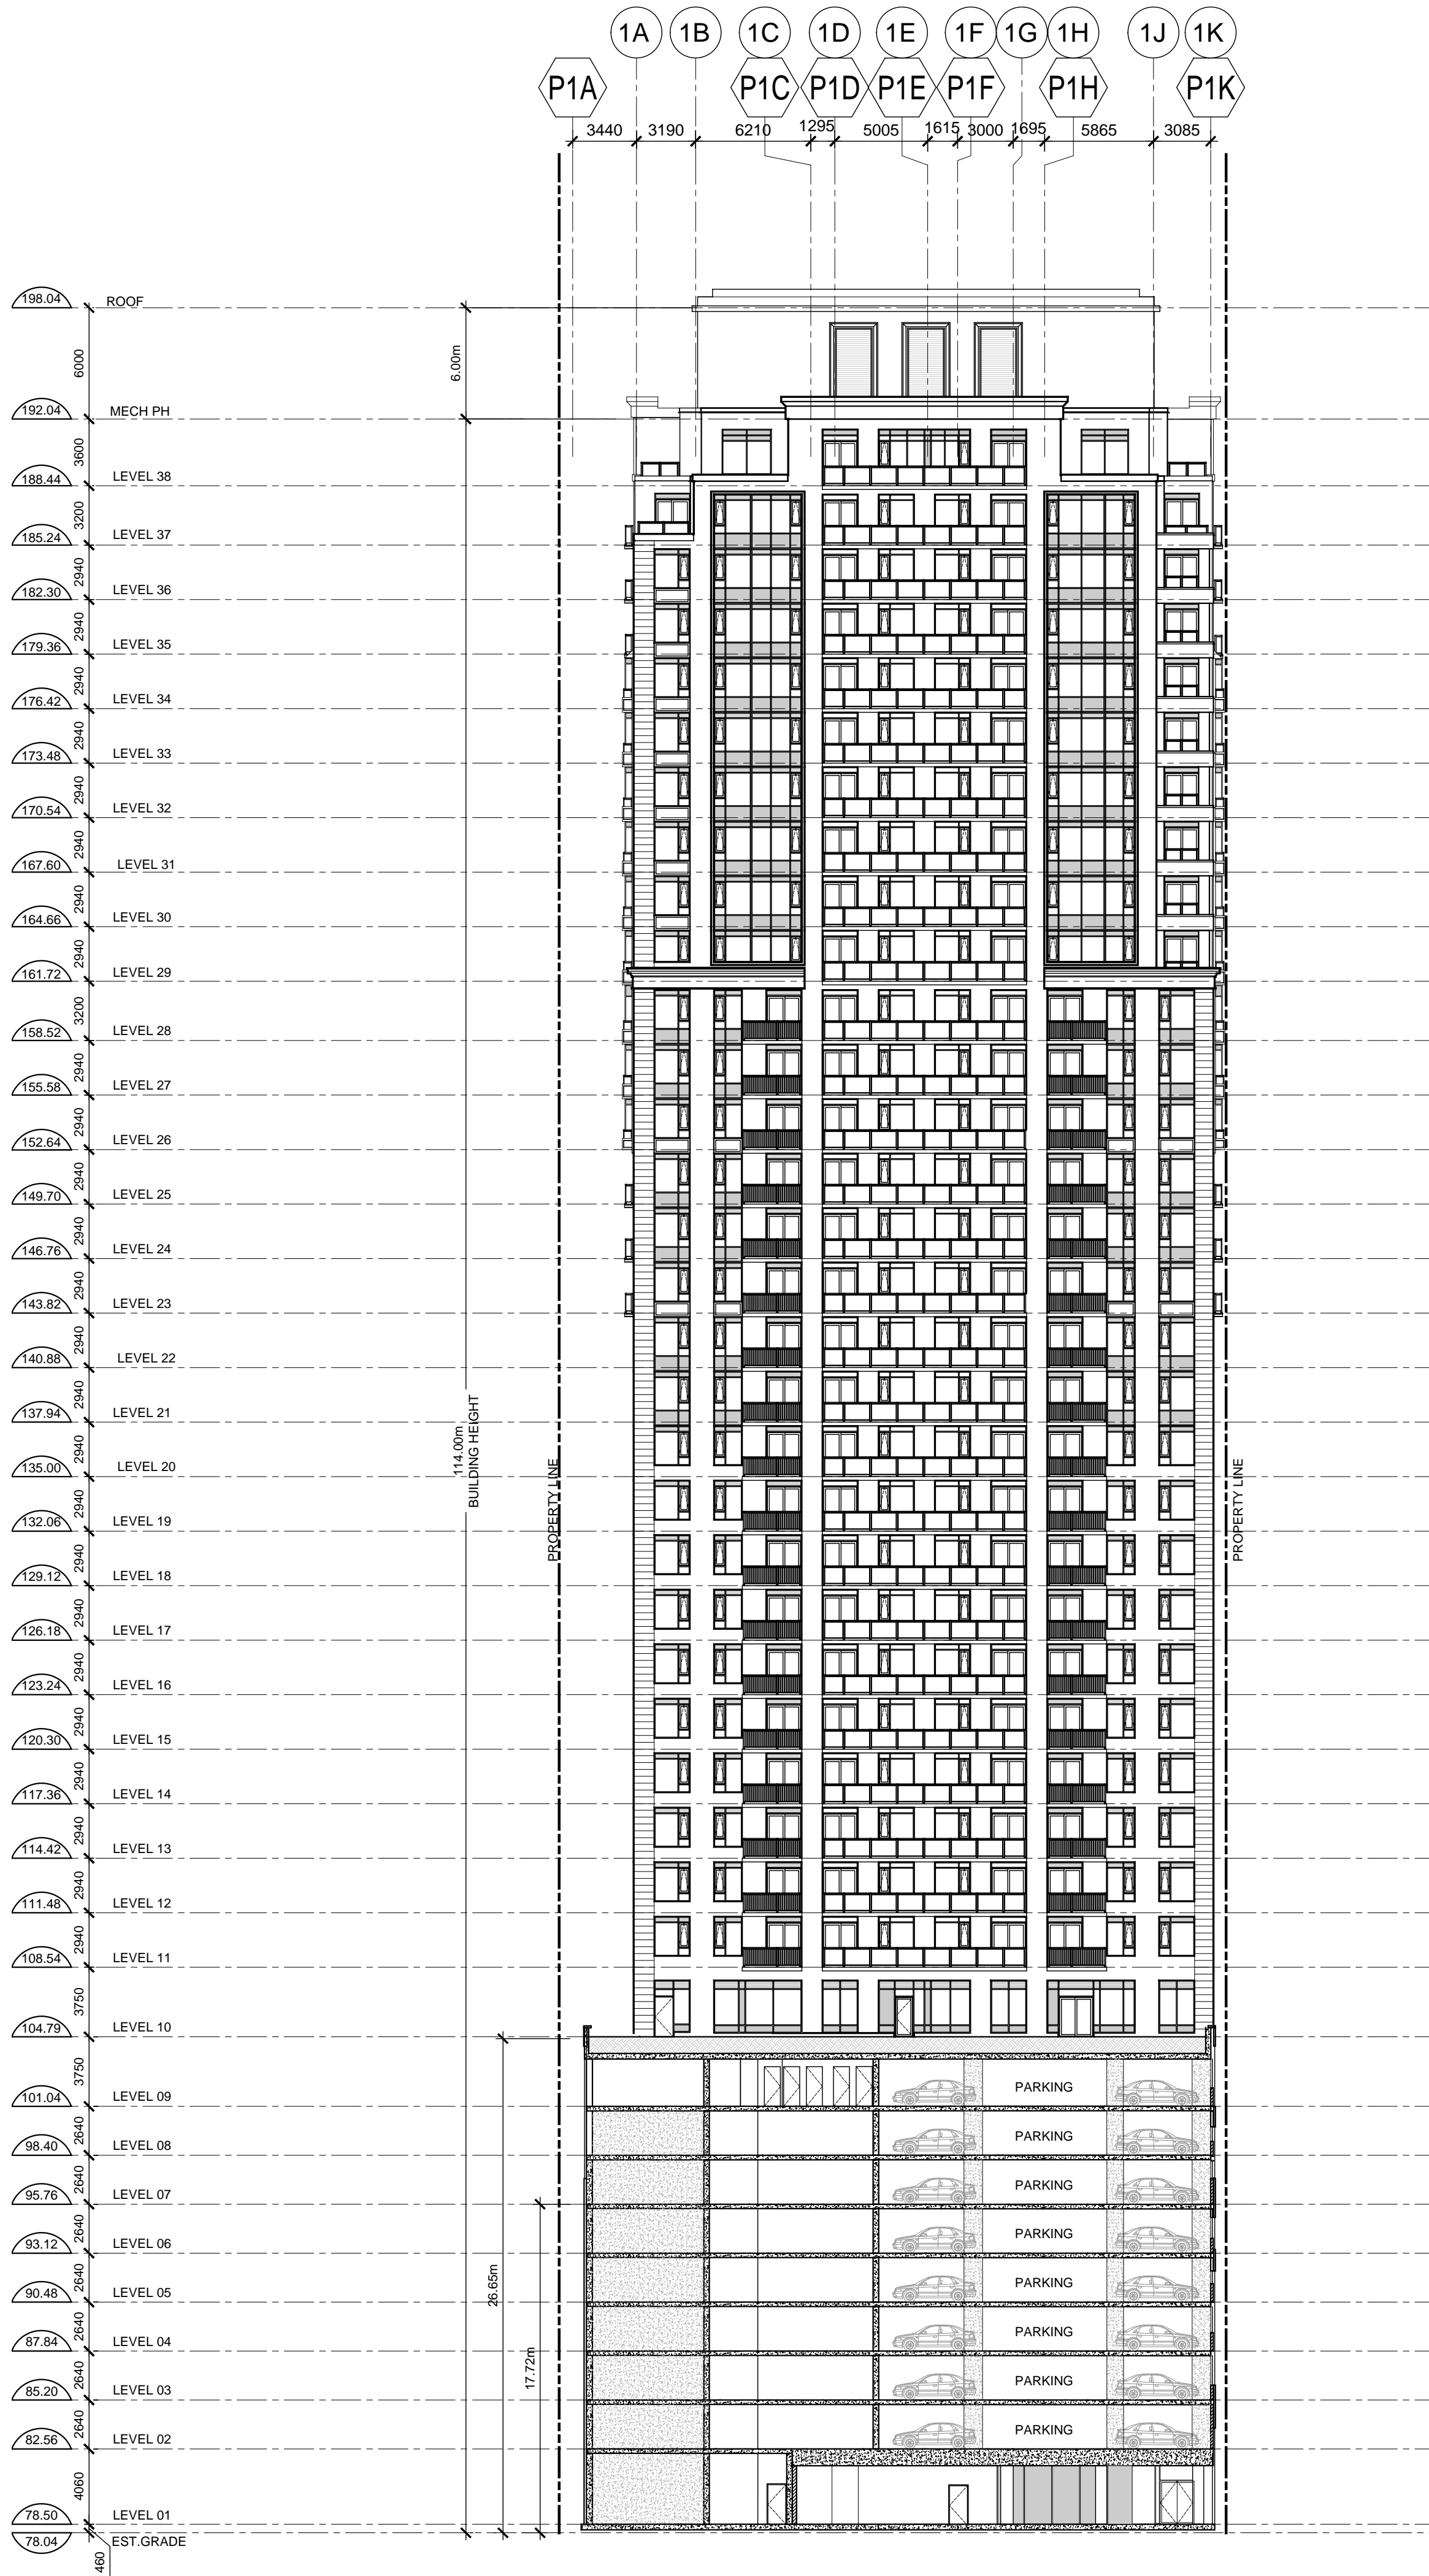 1A 1B 1C 1D 1E 1F 1G 1H 1J 1K
P1A P1C P1D P1E P1F P1H P1K
3440 3190 6210 1295 5005 1615 3000 1695 5865 3085
198.04 ROOF
6000 6.00m
192.04 MECH PH
3600
188.44 LEVEL 38
3200
185.24 LEVEL 37
2940
182.30 LEVEL 36
2940
179.36 LEVEL 35
2940
176.42 LEVEL 34
2940
173.48 LEVEL 33
2940
170.54 LEVEL 32
2940
167.60 LEVEL 31
2940
164.66 LEVEL 30
2940
161.72 LEVEL 29
3200
158.52 LEVEL 28
2940
155.58 LEVEL 27
2940
152.64 LEVEL 26
2940
149.70 LEVEL 25
2940
146.76 LEVEL 24
2940
143.82 LEVEL 23
2940
140.88 LEVEL 22
2940
137.94 LEVEL 21
2940
114.00m
BUILDING HEIGHT
135.00 LEVEL 20
PROPERTY LINE
PROPERTY LINE
2940
132.06 LEVEL 19
2940
129.12 LEVEL 18
2940
126.18 LEVEL 17
2940
123.24 LEVEL 16
2940
120.30 LEVEL 15
2940
117.36 LEVEL 14
2940
114.42 LEVEL 13
2940
111.48 LEVEL 12
2940
108.54 LEVEL 11
3750
104.79 LEVEL 10
3750
PARKING
101.04 LEVEL 09
2640
PARKING
98.40 LEVEL 08
2640
PARKING
95.76 LEVEL 07
2640
PARKING
93.12 LEVEL 06
2640
26.65m
PARKING
90.48 LEVEL 05
2640
PARKING
87.84 LEVEL 04
2640
17.72m
PARKING
85.20 LEVEL 03
2640
PARKING
82.56 LEVEL 02
4060
78.50 LEVEL 01
78.04 EST.GRADE
460